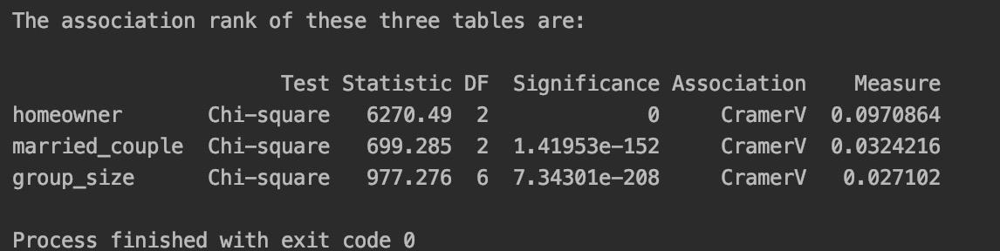 The association rank of these three tables are:
Test Statistic DF Significance Association Measure
homeowner Chi-square 6270.49 2 0 CramerV 0.0970864
married_couple Chi-square 699.285 2 1.41953e-152 CramerV 0.0324216
group_size Chi-square 977.276 6 7.34301e-208 CramerV 0.027102
Process finished with exit code 0